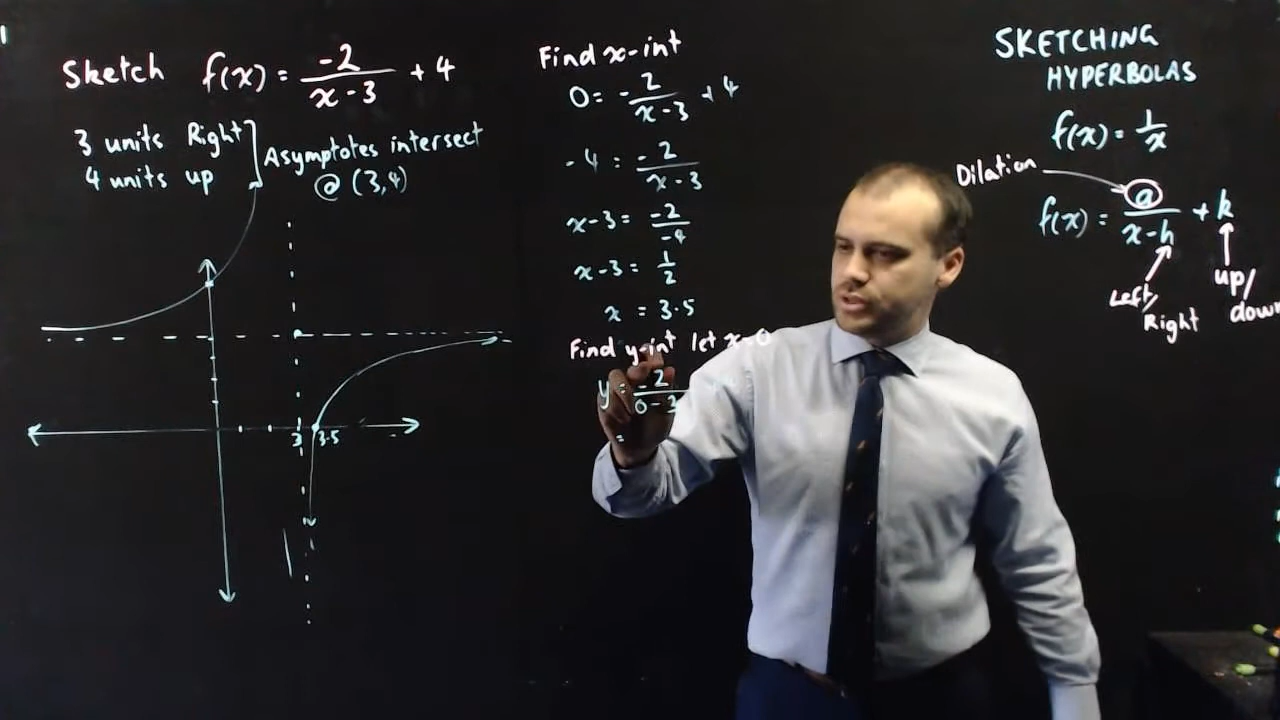 Sketch f(x) = -2/(x-3) + 4
3 units Right
4 units up
Asymptotes intersect
@ (3,4)
3 3.5
Find x-int
0 = -2/(x-3) + 4
-4 = -2/(x-3)
x-3 = -2/-4
x-3 = 1/2
x = 3.5
Find y-int let x=0
y = -2/(0-3)
=
SKETCHING
HYPERBOLAS
f(x) = 1/x
Dilation
f(x) = a/(x-h) + k
Left/
Right
up/
down